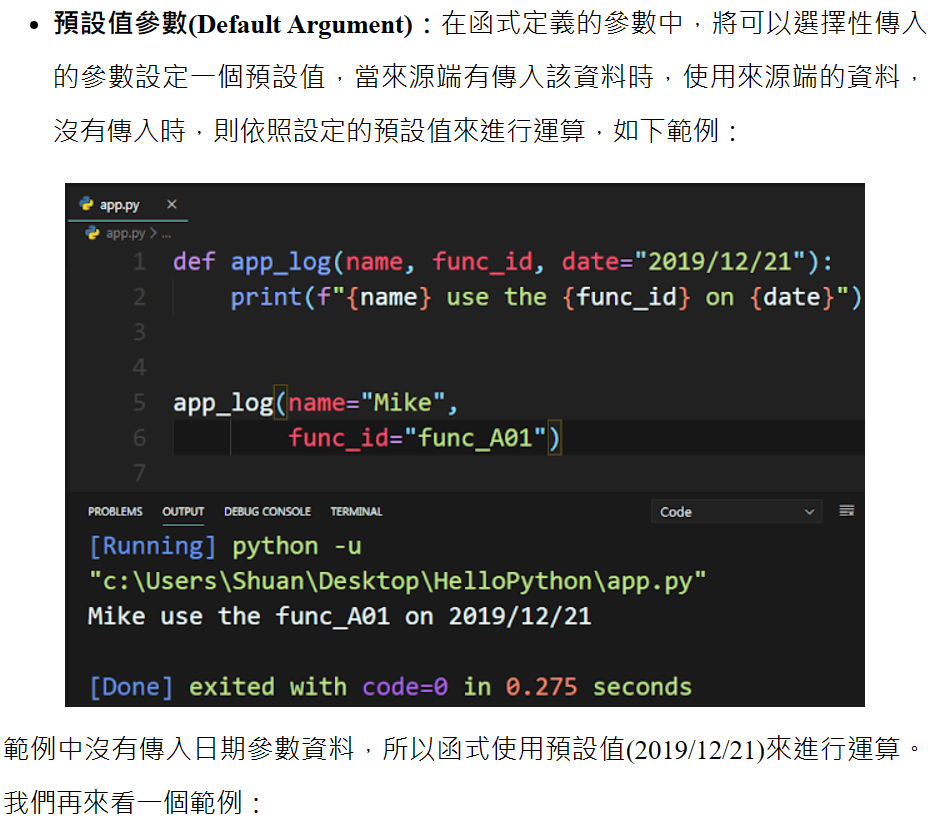 • 預設值參數(Default Argument)：在函式定義的參數中，將可以選擇性傳入
的參數設定一個預設值，當來源端有傳入該資料時，使用來源端的資料，
沒有傳入時，則依照設定的預設值來進行運算，如下範例：
app.py ×
app.py > ...
1 def app_log(name, func_id, date="2019/12/21"):
2     print(f"{name} use the {func_id} on {date}")
3
4
5 app_log(name="Mike",
6         func_id="func_A01")
7
PROBLEMS OUTPUT DEBUG CONSOLE TERMINAL Code
[Running] python -u
"c:\Users\Shuan\Desktop\HelloPython\app.py"
Mike use the func_A01 on 2019/12/21
[Done] exited with code=0 in 0.275 seconds
範例中沒有傳入日期參數資料，所以函式使用預設值(2019/12/21)來進行運算。
我們再來看一個範例：